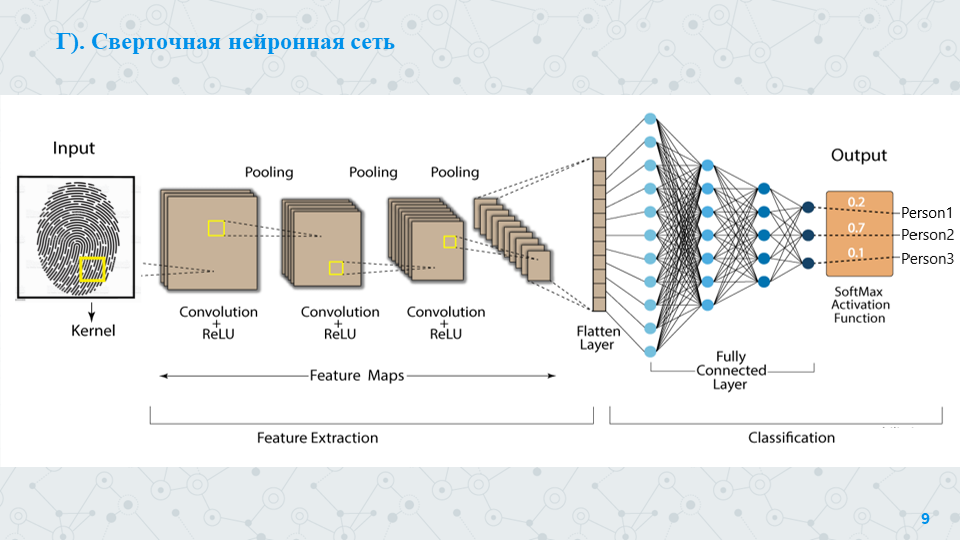 Г). Сверточная нейронная сеть
Input
Kernel
Pooling
Pooling
Pooling
Convolution
+
ReLU
Convolution
+
ReLU
Convolution
+
ReLU
Feature Maps
Flatten
Layer
Fully
Connected
Layer
Output
0.2
0.7
0.1
Person1
Person2
Person3
SoftMax
Activation
Function
Feature Extraction
Classification
9